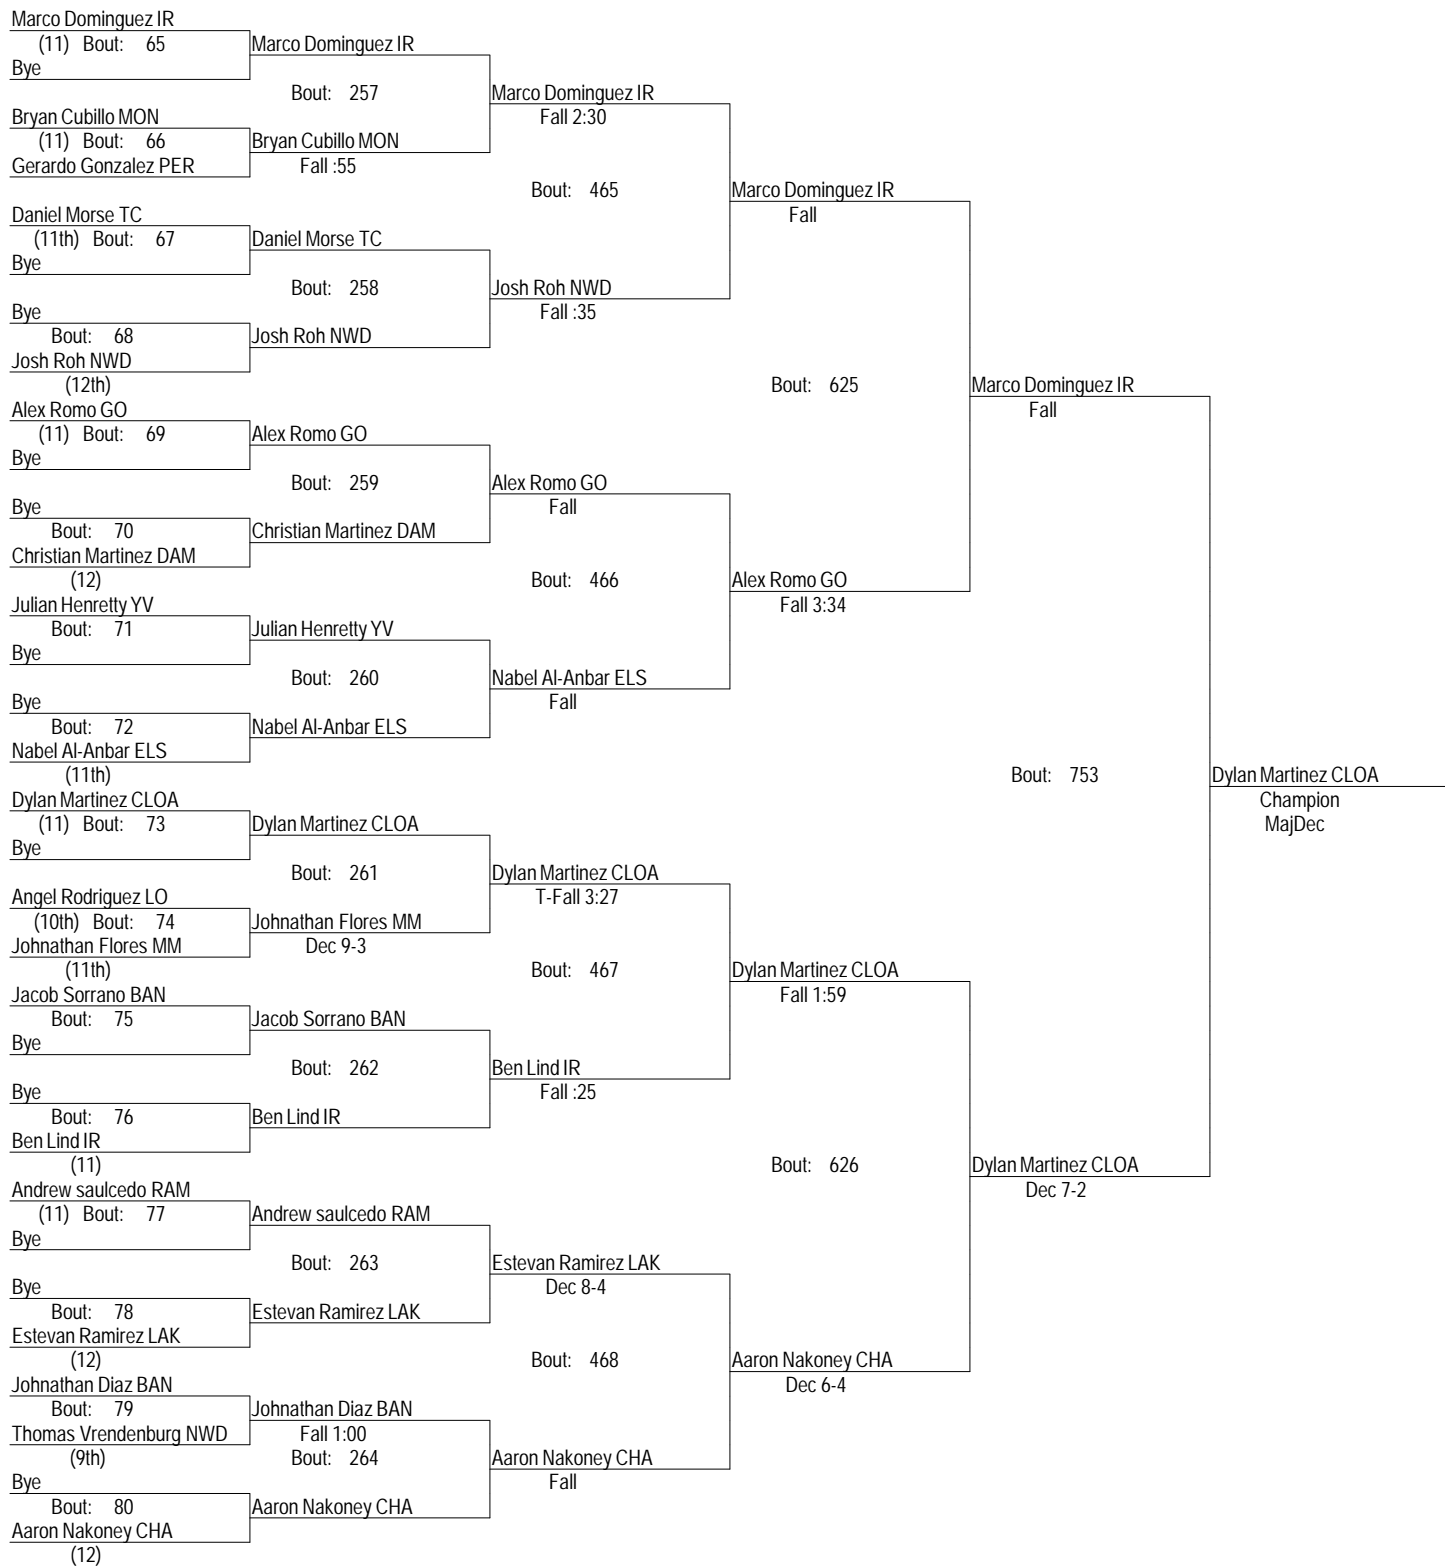 Marco Dominguez IR
(11) Bout: 65
Bye
Marco Dominguez IR
Bout: 257
Bryan Cubillo MON
(11) Bout: 66
Gerardo Gonzalez PER
Bryan Cubillo MON
Fall :55
Marco Dominguez IR
Fall 2:30
Bout: 465
Daniel Morse TC
(11th) Bout: 67
Bye
Daniel Morse TC
Bout: 258
Bye
Bout: 68
Josh Roh NWD
(12th)
Josh Roh NWD
Josh Roh NWD
Fall :35
Marco Dominguez IR
Fall
Bout: 625
Alex Romo GO
(11) Bout: 69
Bye
Alex Romo GO
Bout: 259
Bye
Bout: 70
Christian Martinez DAM
(12)
Christian Martinez DAM
Alex Romo GO
Fall
Bout: 466
Julian Henretty YV
Bout: 71
Bye
Julian Henretty YV
Bout: 260
Bye
Bout: 72
Nabel Al-Anbar ELS
(11th)
Nabel Al-Anbar ELS
Nabel Al-Anbar ELS
Fall
Alex Romo GO
Fall 3:34
Marco Dominguez IR
Fall
Bout: 753
Dylan Martinez CLOA
Champion
MajDec
Dylan Martinez CLOA
(11) Bout: 73
Bye
Dylan Martinez CLOA
Bout: 261
Angel Rodriguez LO
(10th) Bout: 74
Johnathan Flores MM
(11th)
Johnathan Flores MM
Dec 9-3
Dylan Martinez CLOA
T-Fall 3:27
Bout: 467
Jacob Sorrano BAN
Bout: 75
Bye
Jacob Sorrano BAN
Bout: 262
Bye
Bout: 76
Ben Lind IR
(11)
Ben Lind IR
Ben Lind IR
Fall :25
Dylan Martinez CLOA
Fall 1:59
Bout: 626
Dylan Martinez CLOA
Dec 7-2
Andrew saulcedo RAM
(11) Bout: 77
Bye
Andrew saulcedo RAM
Bout: 263
Bye
Bout: 78
Estevan Ramirez LAK
(12)
Estevan Ramirez LAK
Estevan Ramirez LAK
Dec 8-4
Bout: 468
Aaron Nakoney CHA
Dec 6-4
Johnathan Diaz BAN
Bout: 79
Thomas Vrendenburg NWD
(9th)
Johnathan Diaz BAN
Fall 1:00
Bout: 264
Bye
Bout: 80
Aaron Nakoney CHA
(12)
Aaron Nakoney CHA
Aaron Nakoney CHA
Fall